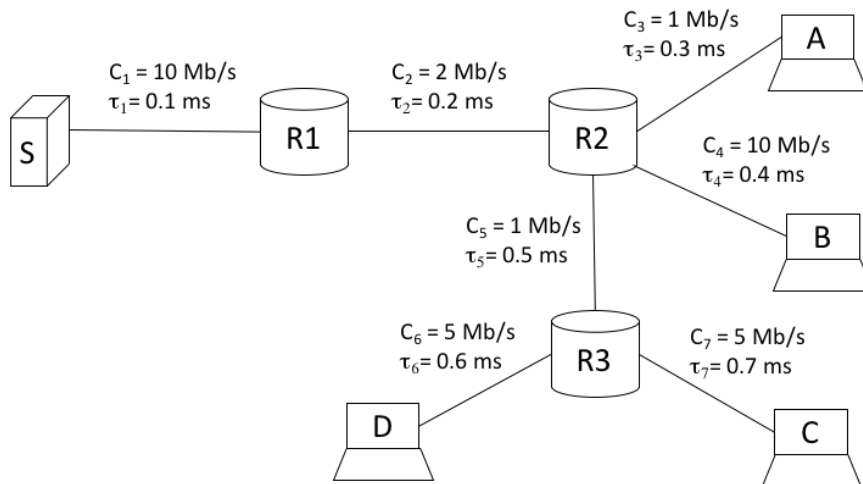 C₃ = 1 Mb/s
τ₃= 0.3 ms
A
C₁ = 10 Mb/s
τ₁= 0.1 ms
C₂ = 2 Mb/s
τ₂= 0.2 ms
S
R1
R2
C₄ = 10 Mb/s
τ₄= 0.4 ms
B
C₅ = 1 Mb/s
τ₅= 0.5 ms
C₆ = 5 Mb/s
τ₆= 0.6 ms
R3
C₇ = 5 Mb/s
τ₇= 0.7 ms
D
C